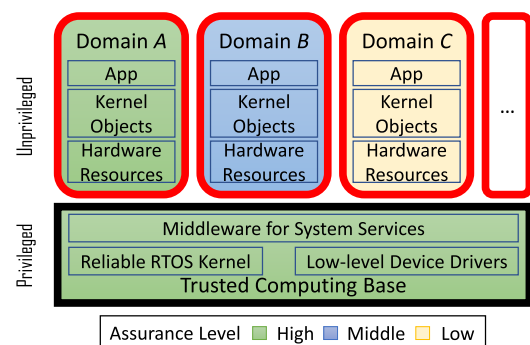 Unprivileged
Domain A
App
Kernel
Objects
Hardware
Resources
Domain B
App
Kernel
Objects
Hardware
Resources
Domain C
App
Kernel
Objects
Hardware
Resources
...
Privileged
Middleware for System Services
Reliable RTOS Kernel
Low-level Device Drivers
Trusted Computing Base
Assurance Level High Middle Low